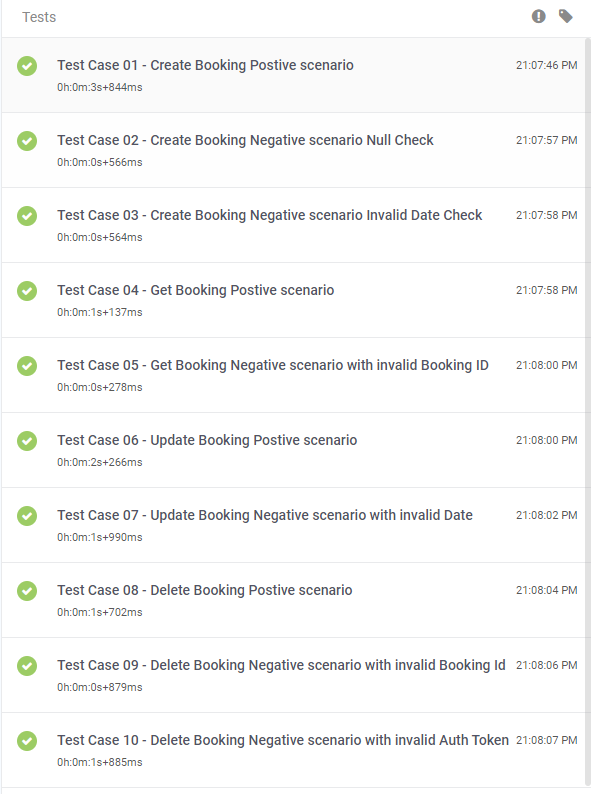 Tests
Test Case 01 - Create Booking Postive scenario 21:07:46 PM
0h:0m:3s+844ms
Test Case 02 - Create Booking Negative scenario Null Check 21:07:57 PM
0h:0m:0s+566ms
Test Case 03 - Create Booking Negative scenario Invalid Date Check 21:07:58 PM
0h:0m:0s+564ms
Test Case 04 - Get Booking Postive scenario 21:07:58 PM
0h:0m:1s+137ms
Test Case 05 - Get Booking Negative scenario with invalid Booking ID 21:08:00 PM
0h:0m:0s+278ms
Test Case 06 - Update Booking Postive scenario 21:08:00 PM
0h:0m:2s+266ms
Test Case 07 - Update Booking Negative scenario with invalid Date 21:08:02 PM
0h:0m:1s+990ms
Test Case 08 - Delete Booking Postive scenario 21:08:04 PM
0h:0m:1s+702ms
Test Case 09 - Delete Booking Negative scenario with invalid Booking Id 21:08:06 PM
0h:0m:0s+879ms
Test Case 10 - Delete Booking Negative scenario with invalid Auth Token 21:08:07 PM
0h:0m:1s+885ms